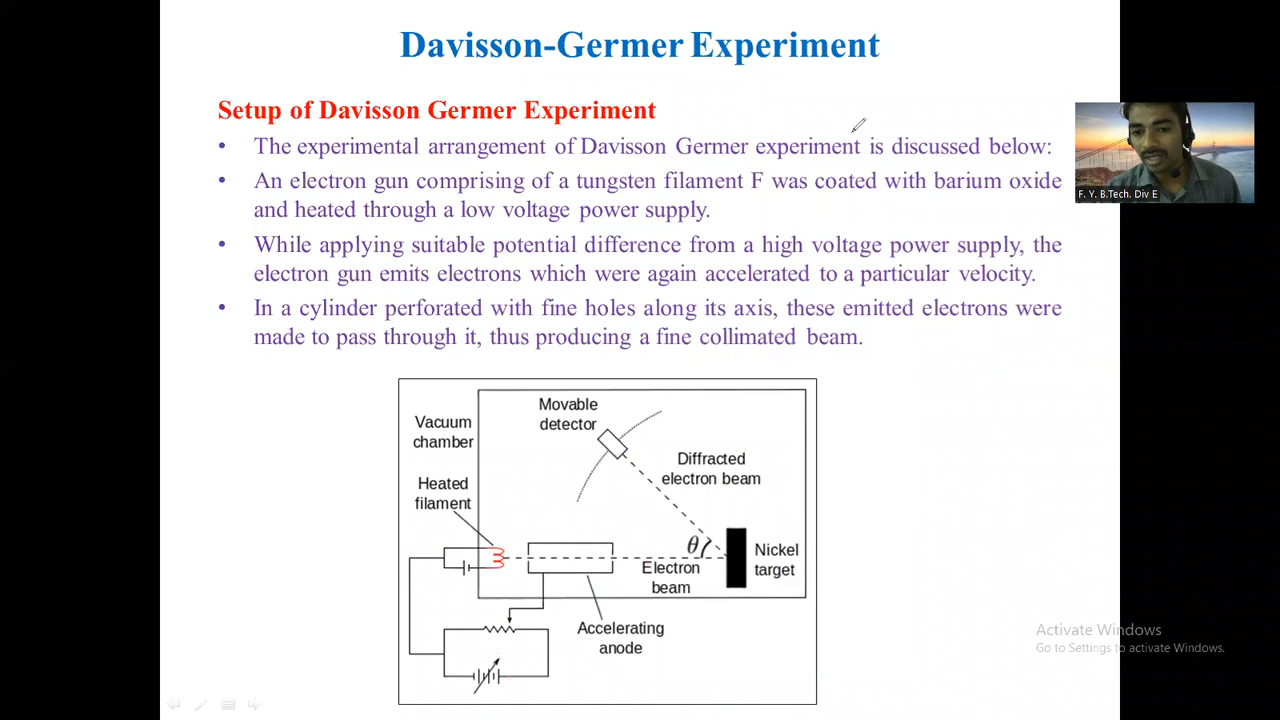 Davisson-Germer Experiment
Setup of Davisson Germer Experiment
• The experimental arrangement of Davisson Germer experiment is discussed below:
• An electron gun comprising of a tungsten filament F was coated with barium oxide
and heated through a low voltage power supply.
• While applying suitable potential difference from a high voltage power supply, the
electron gun emits electrons which were again accelerated to a particular velocity.
• In a cylinder perforated with fine holes along its axis, these emitted electrons were
made to pass through it, thus producing a fine collimated beam.
F. Y. B.Tech. Div E
Movable
detector
Vacuum
chamber
Diffracted
electron beam
Heated
filament
θ
Nickel
target
Electron
beam
Accelerating
anode
Activate Windows
Go to Settings to activate Windows.